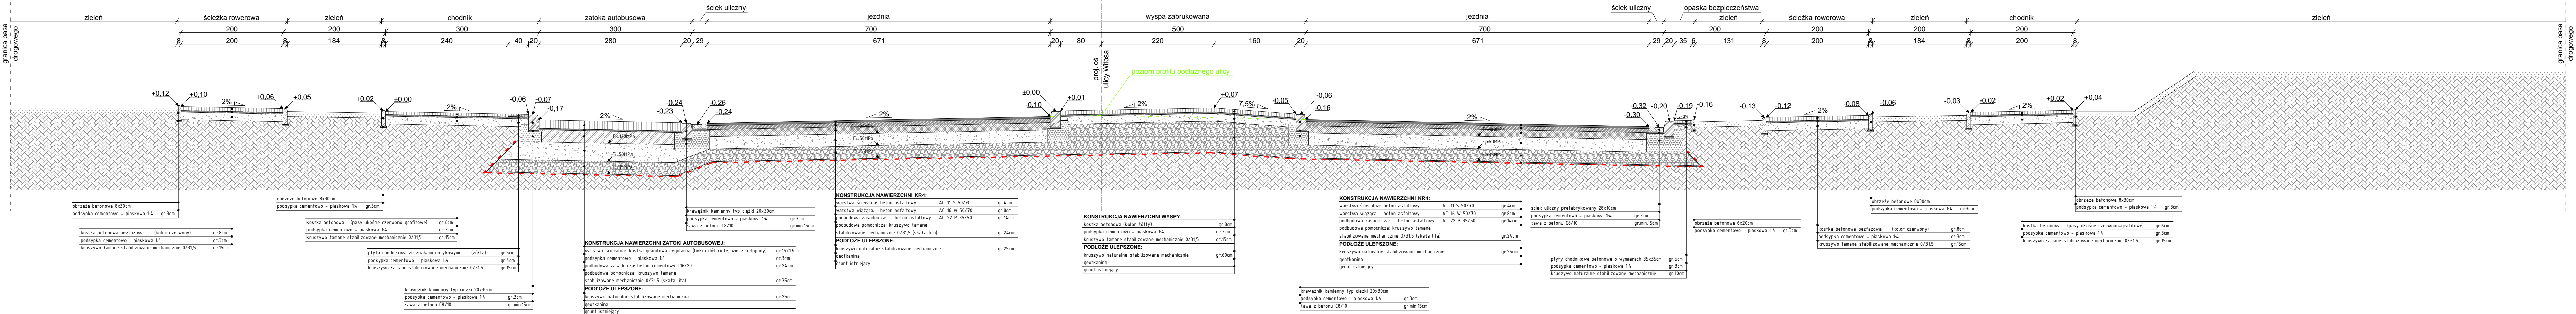 granica pasa
drogowego
zieleń
ścieżka rowerowa
zieleń
chodnik
zatoka autobusowa
ściek uliczny
jezdnia
wyspa zabrukowana
jezdnia
ściek uliczny
opaska bezpieczeństwa
zieleń
ścieżka rowerowa
zieleń
chodnik
zieleń
granica pasa
drogowego
200 200 300 300 700 500 700 200 200 200 200
8 200 8 184 8 240 40 20 280 20 29 671 20 80 220 160 20 671 29 20 35 6 131 8 200 8 184 8 200 8
proj. oś
ulicy Witosa
poziom profilu podłużnego ulicy
+0,12 +0,10 2% +0,06 +0,05 +0,02 ±0,00 2% -0,06 -0,07 -0,17 2% -0,23 -0,24 -0,26 -0,24 2% ±0,00 -0,10 +0,01 2% +0,07 7,5% -0,05 -0,06 -0,16 2% -0,32 -0,30 -0,20 -0,19 2% -0,16 -0,13 -0,12 2% -0,08 -0,06 -0,03 -0,02 2% +0,02 +0,04
obrzeże betonowe 8x30cm
podsypka cementowo - piaskowa 1:4 gr.3cm
kostka betonowa bezfazowa (kolor czerwony) gr.8cm
podsypka cementowo - piaskowa 1:4 gr.3cm
kruszywo łamane stabilizowane mechanicznie 0/31,5 gr.15cm
obrzeże betonowe 8x30cm
podsypka cementowo - piaskowa 1:4 gr.3cm
kostka betonowa (pasy ukośne czerwono-grafitowe) gr.6cm
podsypka cementowo - piaskowa 1:4 gr.3cm
kruszywo łamane stabilizowane mechanicznie 0/31,5 gr.15cm
płyta chodnikowa ze znakami dotykowymi (żółta) gr.5cm
podsypka cementowo - piaskowa 1:4 gr.4cm
kruszywo łamane stabilizowane mechanicznie 0/31,5 gr.15cm
krawężnik kamienny typ ciężki 20x30cm
podsypka cementowo - piaskowa 1:4 gr.3cm
ława z betonu C8/10 gr.min.15cm
KONSTRUKCJA NAWIERZCHNI ZATOKI AUTOBUSOWEJ:
warstwa ścieralna: kostka granitowa regularna (boki i dół cięte, wierzch łupany) gr.15/17cm
podsypka cementowo - piaskowa 1:4 gr.3cm
podbudowa zasadnicza: beton cementowy C16/20 gr.24cm
podbudowa pomocnicza: kruszywo łamane
stabilizowane mechanicznie 0/31,5 (skała lita) gr.35cm
PODŁOŻE ULEPSZONE:
kruszywo naturalne stabilizowane mechaniczna gr.25cm
geotkanina
grunt istniejący
krawężnik kamienny typ ciężki 20x30cm
podsypka cementowo - piaskowa 1:4 gr.3cm
ława z betonu C8/10 gr.min.15cm
KONSTRUKCJA NAWIERZCHNI KR4:
warstwa ścieralna: beton asfaltowy AC 11 S 50/70 gr.4cm
warstwa wiążąca: beton asfaltowy AC 16 W 50/70 gr.8cm
podbudowa zasadnicza: beton asfaltowy AC 22 P 35/50 gr.14cm
podbudowa pomocnicza: kruszywo łamane
stabilizowane mechanicznie 0/31,5 (skała lita) gr.24cm
PODŁOŻE ULEPSZONE:
kruszywo naturalne stabilizowane mechanicznie gr.25cm
geotkanina
grunt istniejący
KONSTRUKCJA NAWIERZCHNI WYSPY:
kostka betonowa (kolor żółty) gr.8cm
podsypka cementowo - piaskowa 1:4 gr.3cm
kruszywo łamane stabilizowane mechanicznie 0/31,5 gr.15cm
PODŁOŻE ULEPSZONE:
kruszywo naturalne stabilizowane mechanicznie gr.60cm
geotkanina
grunt istniejący
krawężnik kamienny typ ciężki 20x30cm
podsypka cementowo - piaskowa 1:4 gr.3cm
ława z betonu C8/10 gr.min.15cm
KONSTRUKCJA NAWIERZCHNI KR4:
warstwa ścieralna: beton asfaltowy AC 11 S 50/70 gr.4cm
warstwa wiążąca: beton asfaltowy AC 16 W 50/70 gr.8cm
podbudowa zasadnicza: beton asfaltowy AC 22 P 35/50 gr.14cm
podbudowa pomocnicza: kruszywo łamane
stabilizowane mechanicznie 0/31,5 (skała lita) gr.24cm
PODŁOŻE ULEPSZONE:
kruszywo naturalne stabilizowane mechanicznie gr.25cm
geotkanina
grunt istniejący
ściek uliczny prefabrykowany 28x10cm
podsypka cementowo - piaskowa 1:4 gr.3cm
ława z betonu C8/10 gr.min.15cm
płyty chodnikowe betonowe o wymiarach 35x35cm gr.5cm
podsypka cementowo - piaskowa 1:4 gr.3cm
kruszywo naturalne stabilizowane mechanicznie gr.10cm
obrzeże betonowe 6x20cm
podsypka cementowo - piaskowa 1:4 gr.3cm
kostka betonowa bezfazowa (kolor czerwony) gr.8cm
podsypka cementowo - piaskowa 1:4 gr.3cm
kruszywo łamane stabilizowane mechanicznie 0/31,5 gr.15cm
obrzeże betonowe 8x30cm
podsypka cementowo - piaskowa 1:4 gr.3cm
kostka betonowa (pasy ukośne czerwono-grafitowe) gr.6cm
podsypka cementowo - piaskowa 1:4 gr.3cm
kruszywo łamane stabilizowane mechanicznie 0/31,5 gr.15cm
obrzeże betonowe 8x30cm
podsypka cementowo - piaskowa 1:4 gr.3cm